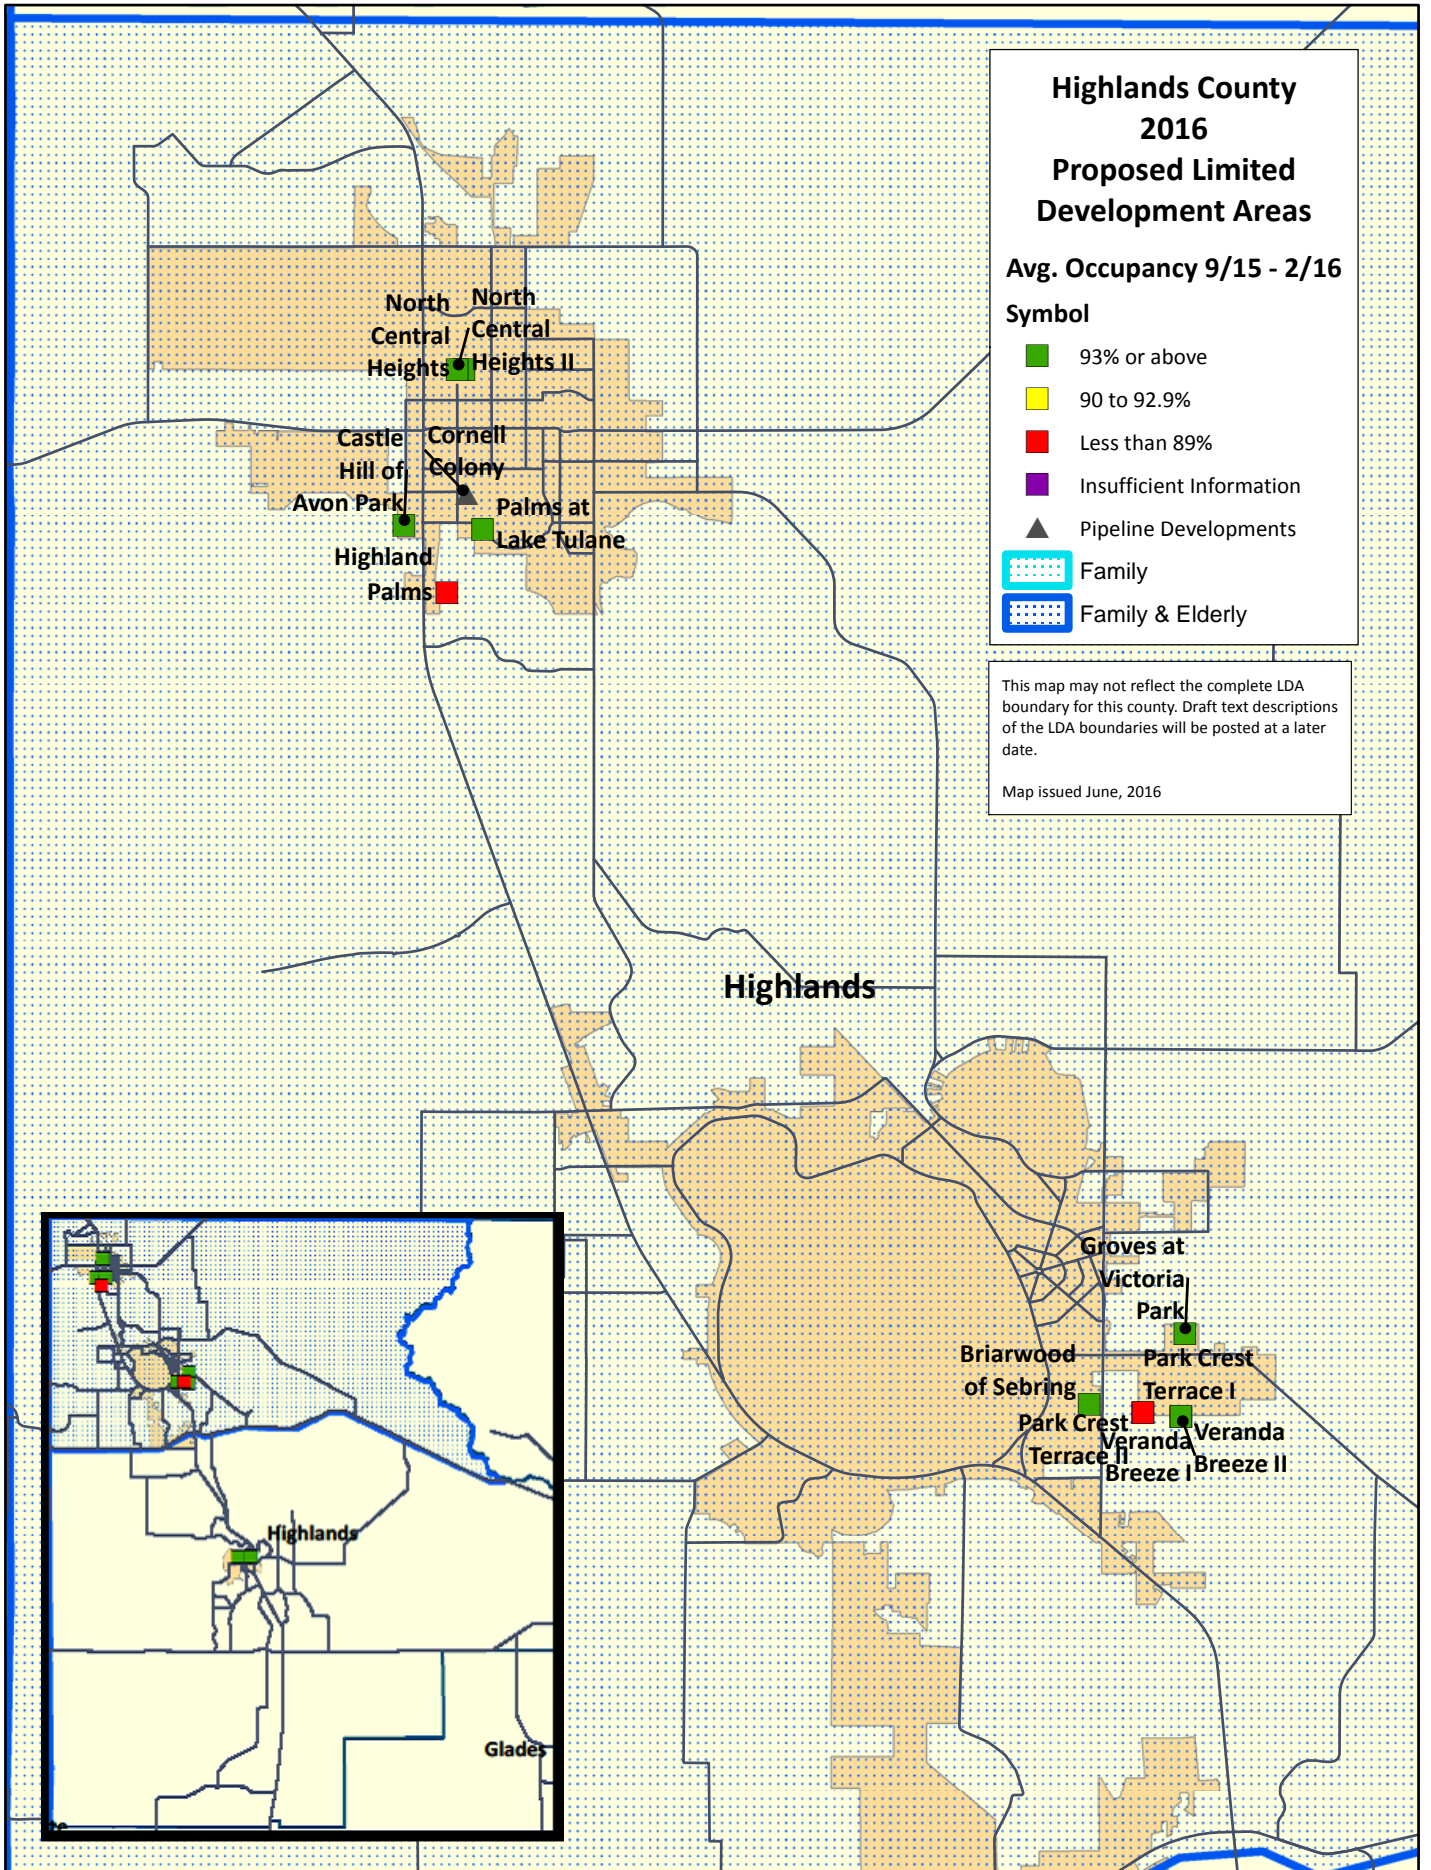 Highlands County
2016
Proposed Limited
Development Areas
Avg. Occupancy 9/15 - 2/16
Symbol
93% or above
90 to 92.9%
Less than 89%
Insufficient Information
Pipeline Developments
Family
Family & Elderly
This map may not reflect the complete LDA
boundary for this county. Draft text descriptions
of the LDA boundaries will be posted at a later
date.
Map issued June, 2016
North
Central
Heights
North
Central
Heights II
Castle
Hill of
Avon Park
Cornell
Colony
Palms at
Lake Tulane
Highland
Palms
Highlands
Groves at
Victoria
Park
Briarwood
of Sebring
Park Crest
Terrace I
Park Crest
Terrace II
Veranda
Breeze I
Veranda
Breeze II
Highlands
Glades